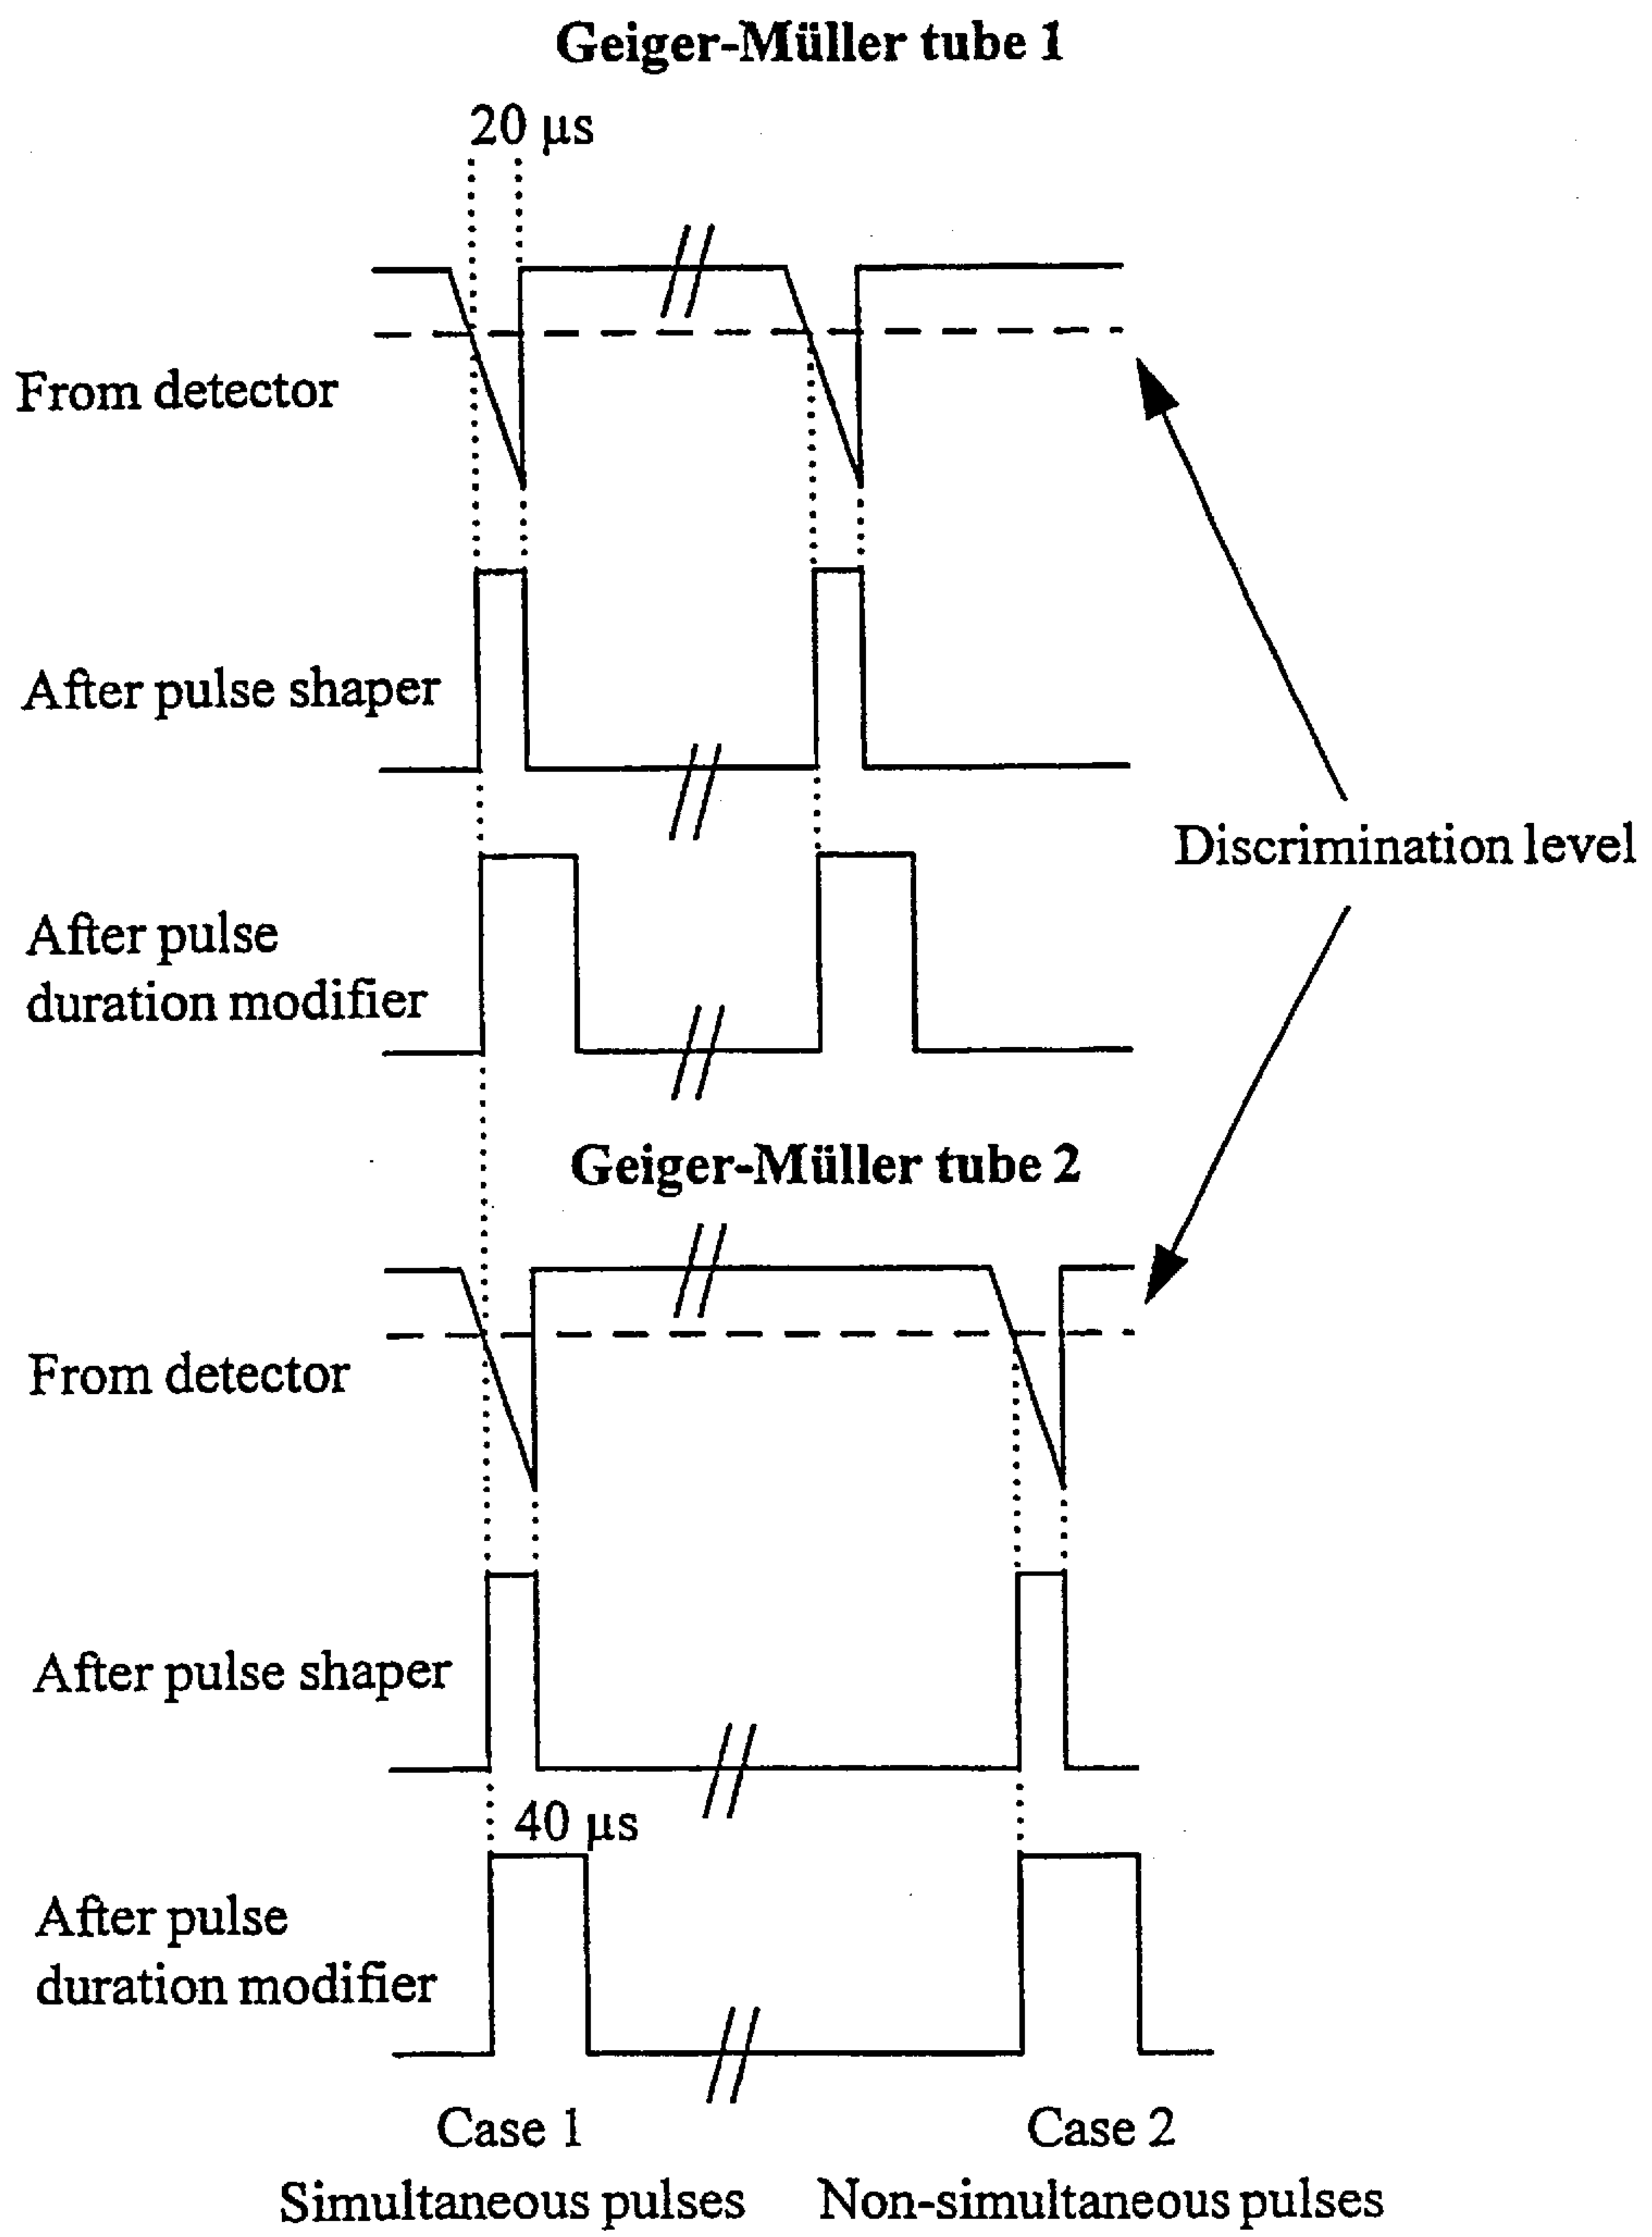 Geiger-Müller tube 1
20 µs
From detector
After pulse shaper
Discrimination level
After pulse
duration modifier
Geiger-Müller tube 2
From detector
After pulse shaper
40 µs
After pulse
duration modifier
Case 1
Case 2
Simultaneous pulses
Non-simultaneous pulses